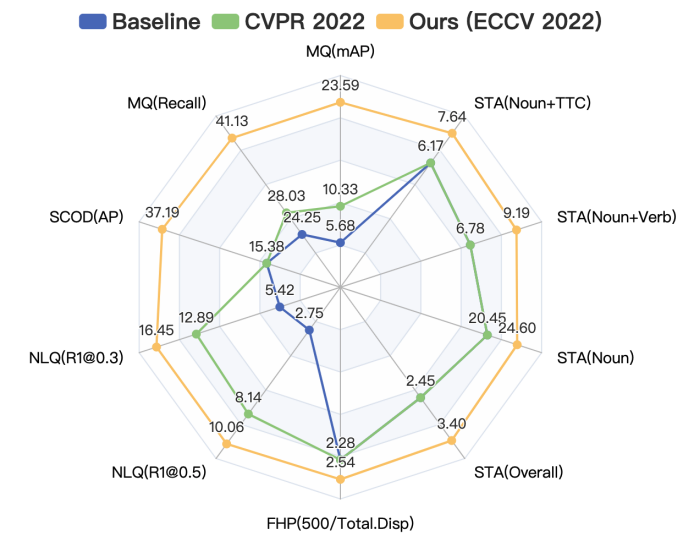 Baseline CVPR 2022 Ours (ECCV 2022)
MQ(mAP)
23.59
MQ(Recall)
STA(Noun+TTC)
41.13
7.64
6.17
28.03
10.33
SCOD(AP)
37.19
24.25
5.68
6.78
9.19
STA(Noun+Verb)
15.38
5.42
12.89
2.75
20.45
16.45
24.60
NLQ(R1@0.3)
STA(Noun)
8.14
2.45
10.06
3.40
2.28
2.54
NLQ(R1@0.5)
STA(Overall)
FHP(500/Total.Disp)